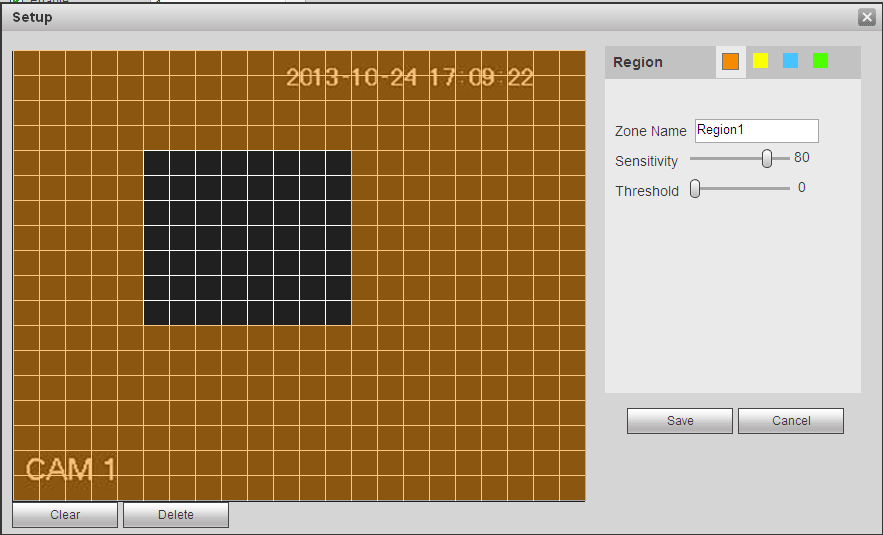 Setup
2013-10-24 17:09:22
Region
Zone Name Region1
Sensitivity 80
Threshold 0
CAM 1
Save Cancel
Clear Delete